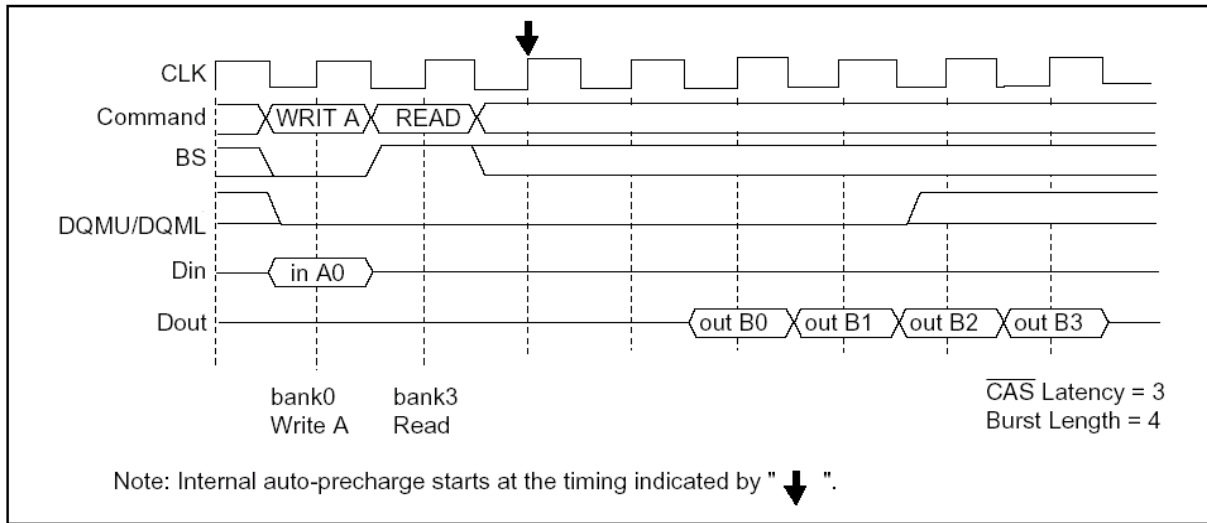 CLK
Command WRIT A READ
BS
DQMU/DQML
Din in A0
Dout out B0 out B1 out B2 out B3
bank0 bank3 CAS Latency = 3
Write A Read Burst Length = 4
Note: Internal auto-precharge starts at the timing indicated by " ".